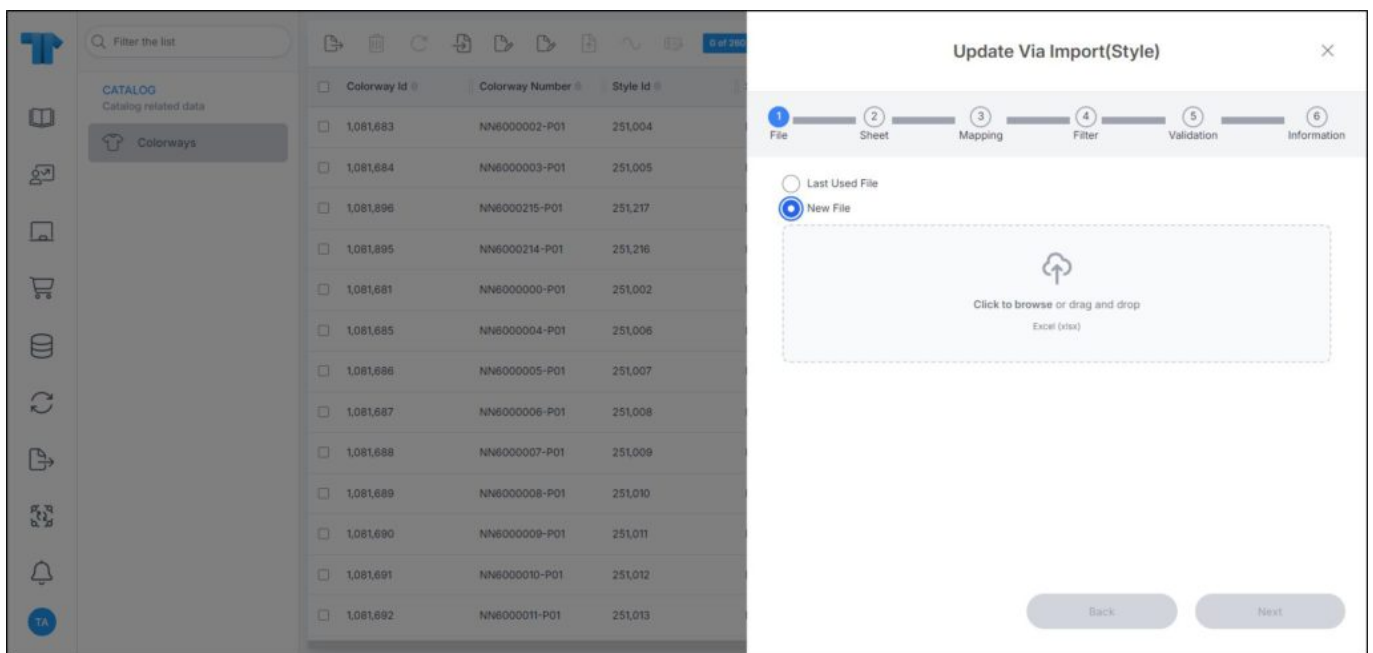 Filter the list
CATALOG
Catalog related data
Colorways
0 of 260
Colorway Id
Colorway Number
Style Id
1,081,683
NN6000002-P01
251,004
1,081,684
NN6000003-P01
251,005
1,081,896
NN6000215-P01
251,217
1,081,895
NN6000214-P01
251,216
1,081,681
NN6000000-P01
251,002
1,081,685
NN6000004-P01
251,006
1,081,686
NN6000005-P01
251,007
1,081,687
NN6000006-P01
251,008
1,081,688
NN6000007-P01
251,009
1,081,689
NN6000008-P01
251,010
1,081,690
NN6000009-P01
251,011
1,081,691
NN6000010-P01
251,012
1,081,692
NN6000011-P01
251,013
TA
Update Via Import(Style)
1
File
2
Sheet
3
Mapping
4
Filter
5
Validation
6
Information
Last Used File
New File
Click to browse or drag and drop
Excel (xlsx)
Back
Next